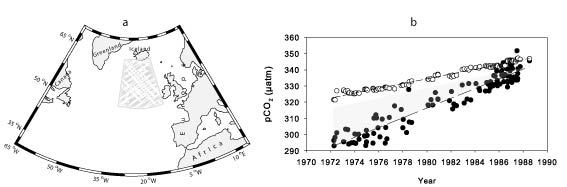 a
65 °N
50 °N
35 °N
65 °W
50 °W
35 °W
20 °W
5 °W
10 °E
Greenland
Iceland
Canada
Europe
Africa
b
pCO2 (µatm)
360
350
340
330
320
310
300
290
1970 1972 1974 1976 1978 1980 1982 1984 1986 1988 1990
Year